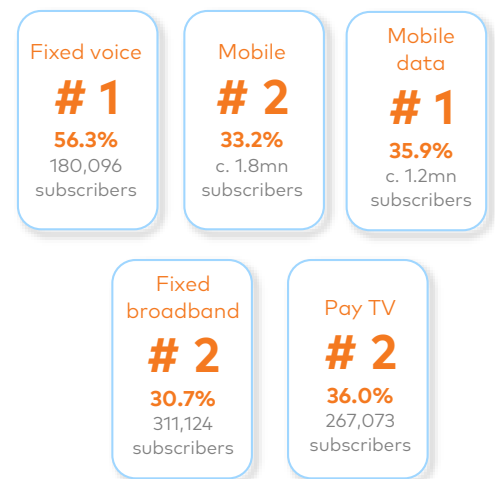 Fixed voice
# 1
56.3%
180,096
subscribers
Mobile
# 2
33.2%
c. 1.8mn
subscribers
Mobile
data
# 1
35.9%
c. 1.2mn
subscribers
Fixed
broadband
# 2
30.7%
311,124
subscribers
Pay TV
# 2
36.0%
267,073
subscribers